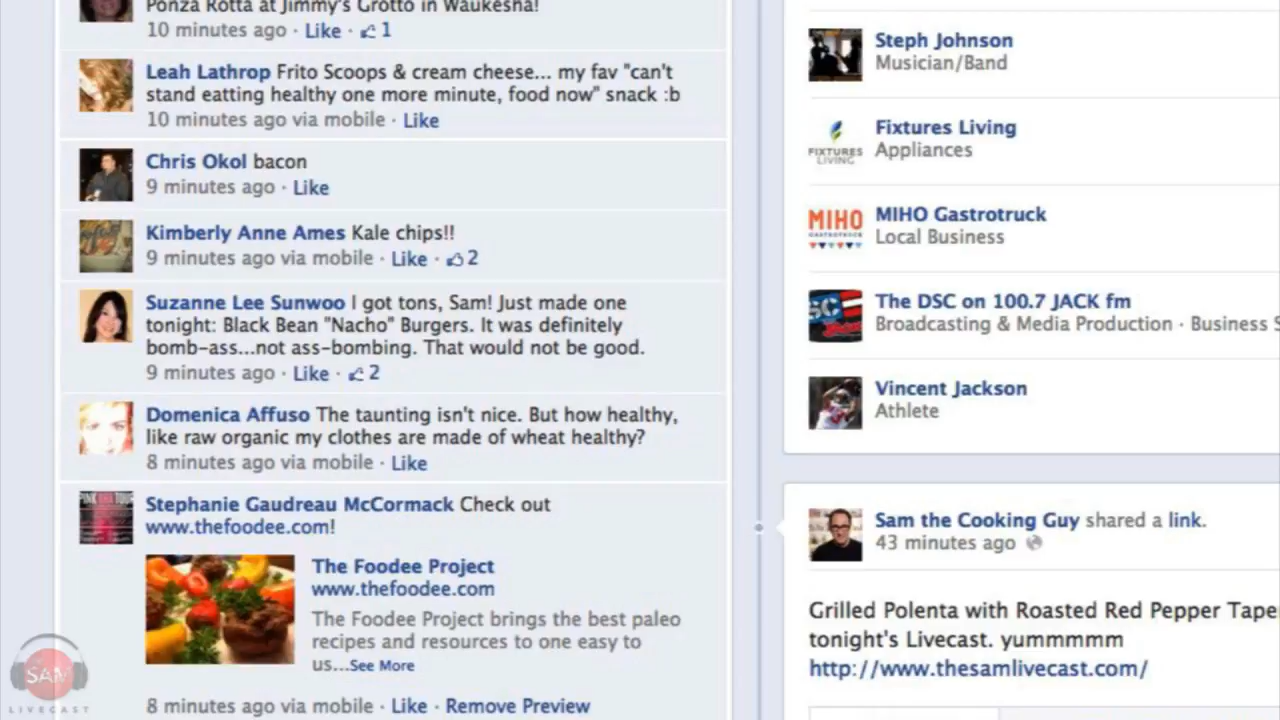 Ponza Rotta at Jimmy's Grotto in Waukesha!
10 minutes ago · Like · 1
Leah Lathrop Frito Scoops & cream cheese... my fav "can't
stand eatting healthy one more minute, food now" snack :b
10 minutes ago via mobile · Like
Chris Okol bacon
9 minutes ago · Like
Kimberly Anne Ames Kale chips!!
9 minutes ago via mobile · Like · 2
Suzanne Lee Sunwoo I got tons, Sam! Just made one
tonight: Black Bean "Nacho" Burgers. It was definitely
bomb-ass...not ass-bombing. That would not be good.
9 minutes ago · Like · 2
Domenica Affuso The taunting isn't nice. But how healthy,
like raw organic my clothes are made of wheat healthy?
8 minutes ago via mobile · Like
Stephanie Gaudreau McCormack Check out
www.thefoodee.com!
The Foodee Project
www.thefoodee.com
The Foodee Project brings the best paleo
recipes and resources to one easy to
us...See More
8 minutes ago via mobile · Like · Remove Preview
SAM
LIVECAST
Steph Johnson
Musician/Band
FIXTURES
LIVING
Fixtures Living
Appliances
MIHO
GASTROTRUCK
MIHO Gastrotruck
Local Business
The DSC on 100.7 JACK fm
Broadcasting & Media Production · Business S
Vincent Jackson
Athlete
Sam the Cooking Guy shared a link.
43 minutes ago
Grilled Polenta with Roasted Red Pepper Tape
tonight's Livecast. yummmmm
http://www.thesamlivecast.com/